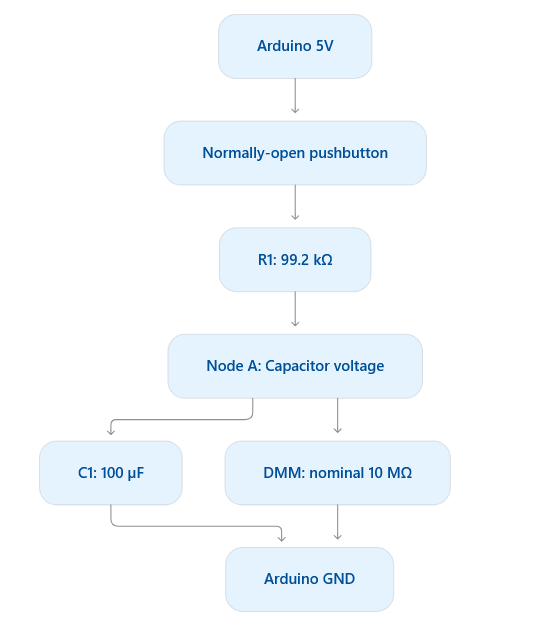 Arduino 5V
Normally-open pushbutton
R1: 99.2 kΩ
Node A: Capacitor voltage
C1: 100 µF
DMM: nominal 10 MΩ
Arduino GND